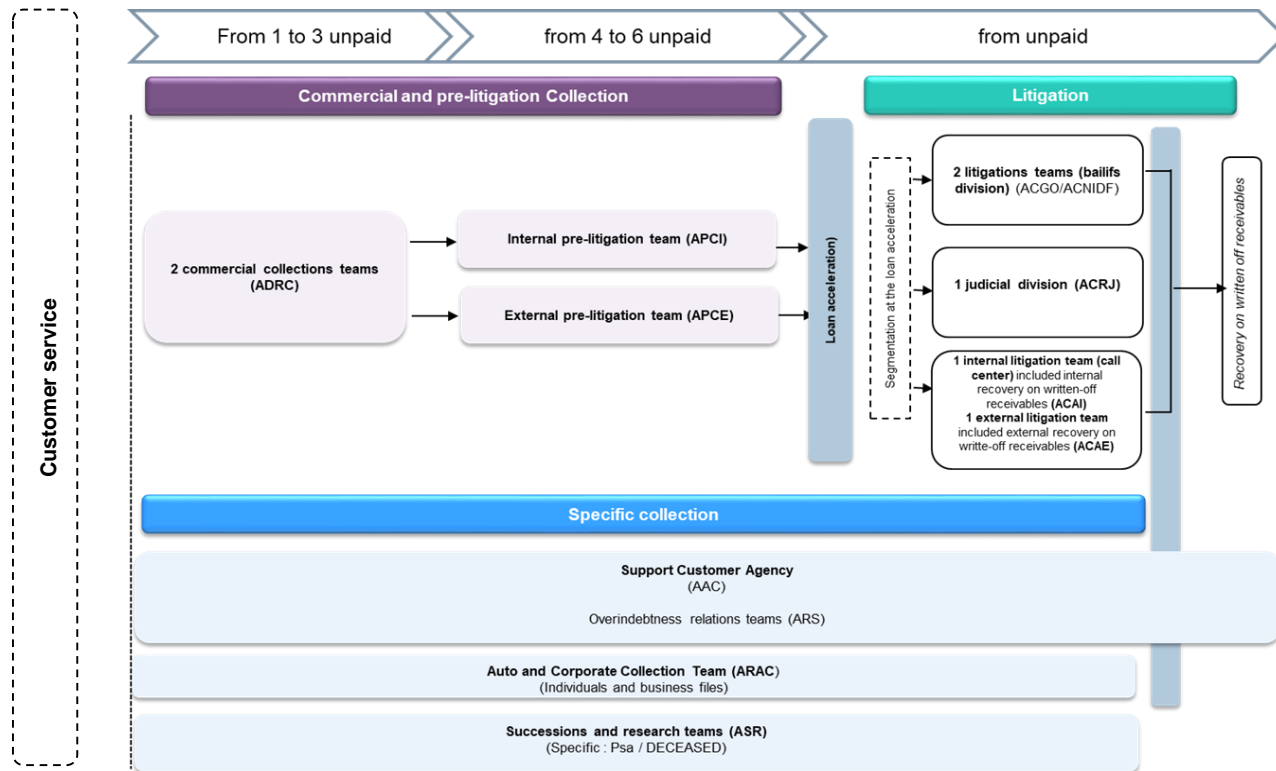 From 1 to 3 unpaid
from 4 to 6 unpaid
from unpaid
Commercial and pre-litigation Collection
Litigation
Customer service
2 commercial collections teams
(ADRC)
Internal pre-litigation team (APCI)
External pre-litigation team (APCE)
Loan acceleration)
Segmentation at the loan acceleration
2 litigations teams (bailifs
division) (ACGO/ACNIDF)
1 judicial division (ACRJ)
1 internal litigation team (call
center) included internal
recovery on written-off
receivables (ACAI)
1 external litigation team
included external recovery on
writte-off receivables (ACAE)
Recovery on written off receivables
Specific collection
Support Customer Agency
(AAC)
Overindebtness relations teams (ARS)
Auto and Corporate Collection Team (ARAC)
(Individuals and business files)
Successions and research teams (ASR)
(Specific : Psa / DECEASED)